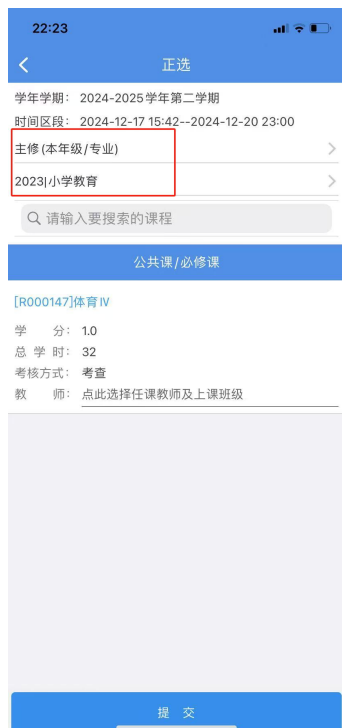 22:23
正选
学年学期: 2024-2025学年第二学期
时间区段: 2024-12-17 15:42--2024-12-20 23:00
主修(本年级/专业)
2023|小学教育
请输入要搜索的课程
公共课/必修课
[R000147]体育Ⅳ
学 分: 1.0
总 学 时: 32
考核方式: 考查
教 师: 点此选择任课教师及上课班级
提 交